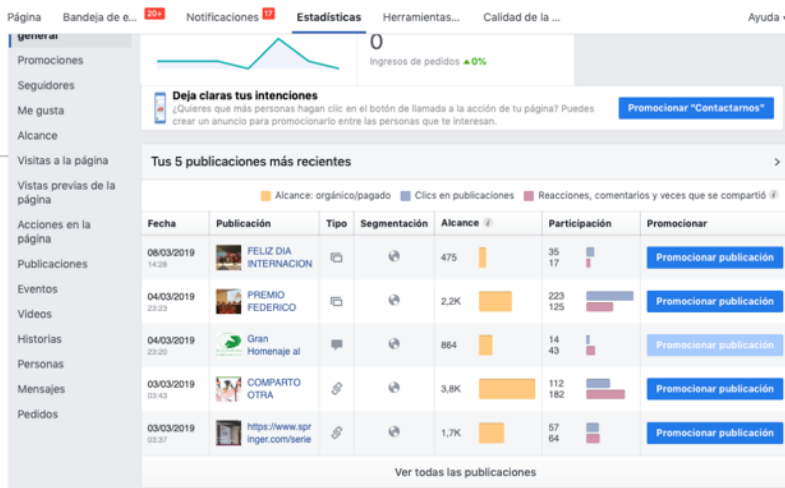 Página Bandeja de e... 20+ Notificaciones 17 Estadísticas Herramientas... Calidad de la ... Ayuda
general
Promociones
Seguidores
Me gusta
Alcance
Visitas a la página
Vistas previas de la
página
Acciones en la
página
Publicaciones
Eventos
Videos
Historias
Personas
Mensajes
Pedidos
0
Ingresos de pedidos ▲0%
Deja claras tus intenciones
¿Quieres que más personas hagan clic en el botón de llamada a la acción de tu página? Puedes
crear un anuncio para promocionarlo entre las personas que te interesan.
Promocionar "Contactarnos"
Tus 5 publicaciones más recientes
Alcance: orgánico/pagado Clics en publicaciones Reacciones, comentarios y veces que se compartió i
Fecha Publicación Tipo Segmentación Alcance i Participación Promocionar
08/03/2019 FELIZ DIA 475 35 Promocionar publicación
14:28 INTERNACION 17
04/03/2019 PREMIO 2,2K 223 Promocionar publicación
23:23 FEDERICO 125
04/03/2019 Gran 864 14 Promocionar publicación
23:20 Homenaje al 43
03/03/2019 COMPARTO 3,8K 112 Promocionar publicación
03:43 OTRA 182
03/03/2019 https://www.spr 1,7K 57 Promocionar publicación
03:37 inger.com/serie 64
Ver todas las publicaciones